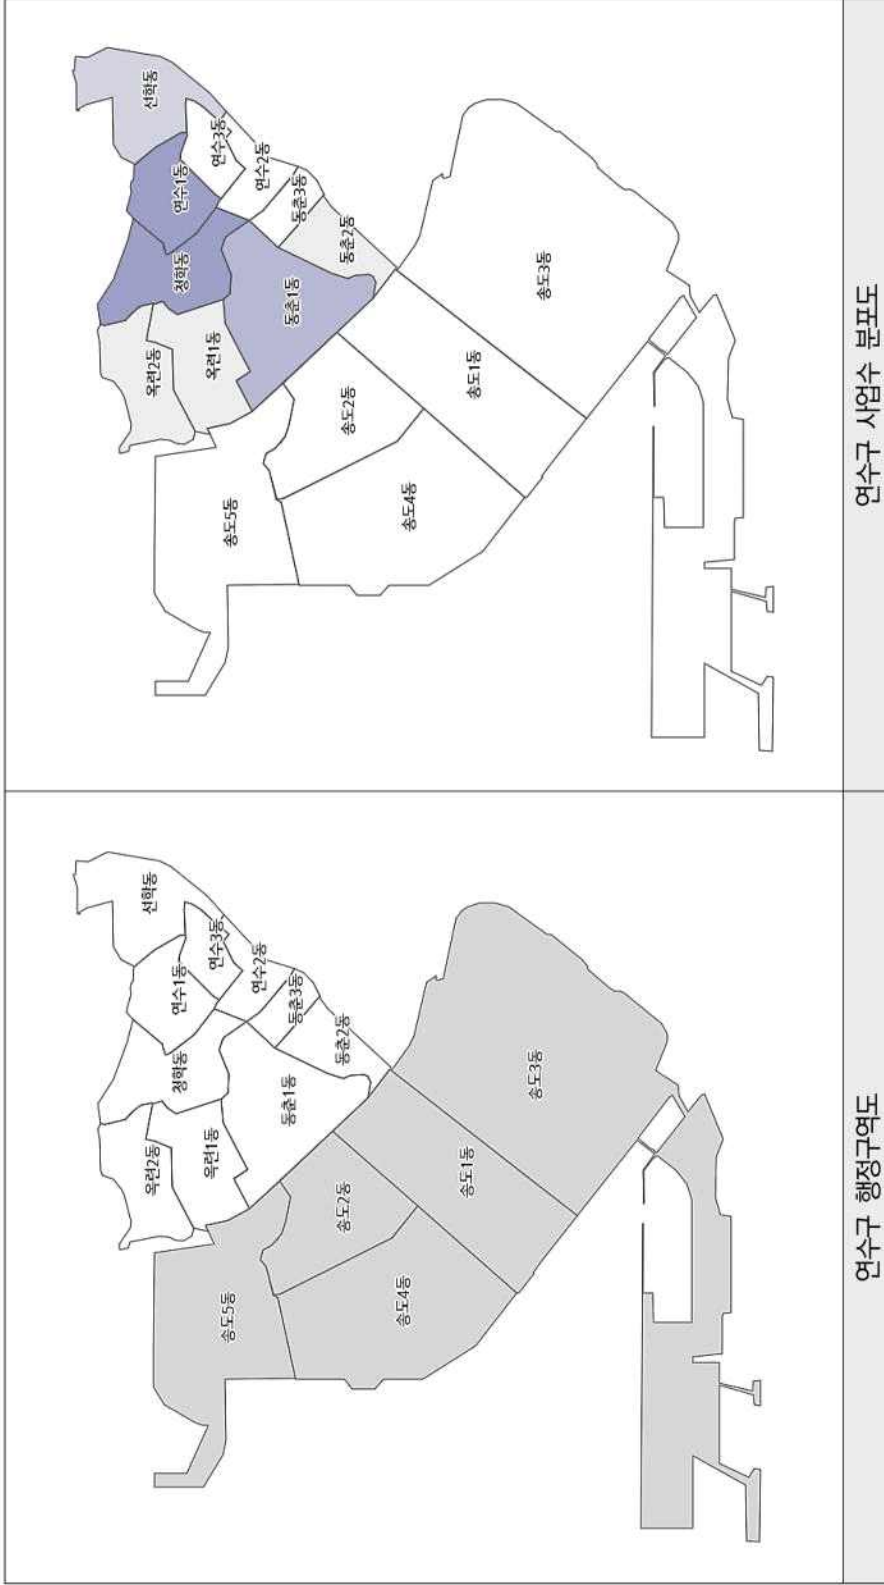 연수구 행정구역도
선학동
연수1동
연수3동
청학동
연수2동
동춘3동
옥련2동
옥련1동
동춘1동
동춘2동
송도5동
송도2동
송도4동
송도1동
송도3동
연수구 사업수 분포도
선학동
연수1동
연수3동
청학동
연수2동
동춘3동
옥련2동
옥련1동
동춘1동
동춘2동
송도5동
송도2동
송도4동
송도1동
송도3동